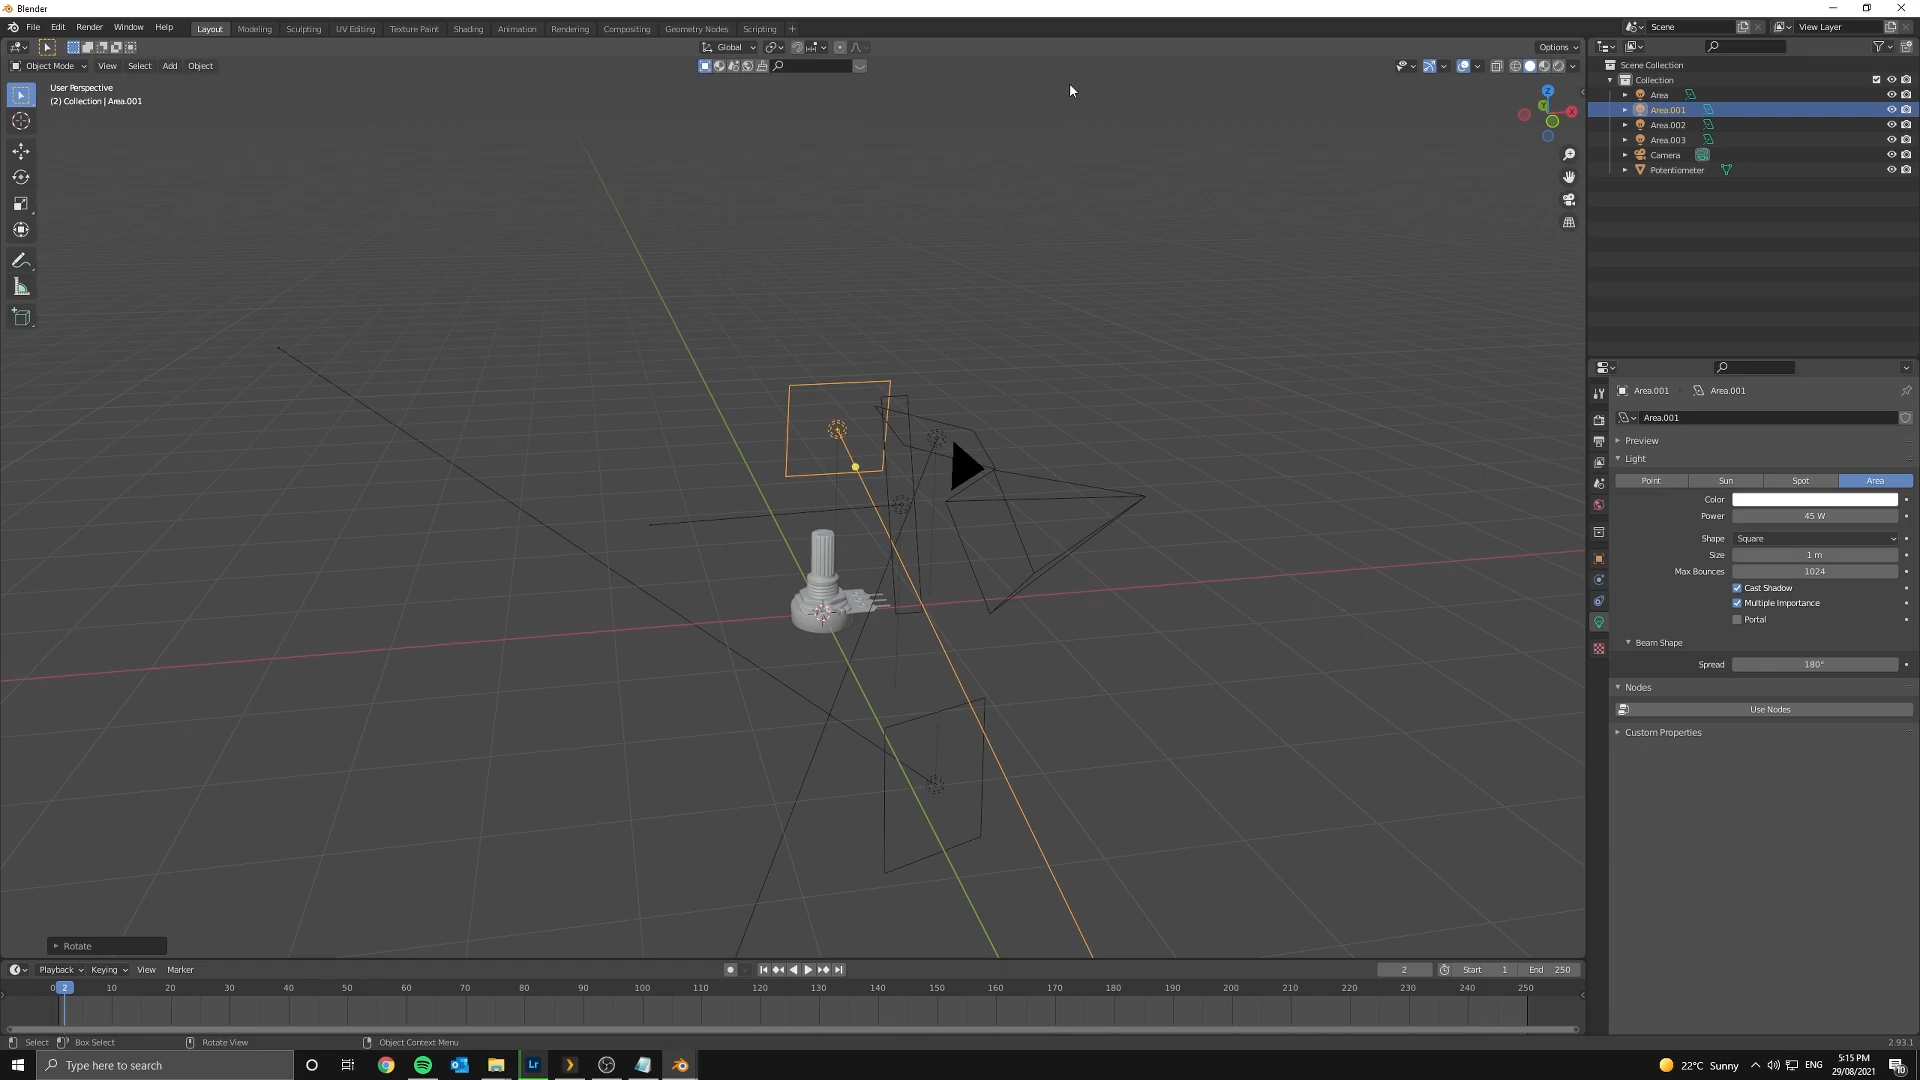 Blender
File Edit Render Window Help
Layout Modeling Sculpting UV Editing Texture Paint Shading Animation Rendering Compositing Geometry Nodes Scripting +
Scene
View Layer
Global
Options
Object Mode View Select Add Object
User Perspective
(2) Collection | Area.001
Z
Y
X
Scene Collection
Collection
Area
Area.001
Area.002
Area.003
Camera
Potentiometer
Area.001 Area.001
Area.001
Preview
Light
Point Sun Spot Area
Color
Power 45 W
Shape Square
Size 1 m
Max Bounces 1024
Cast Shadow
Multiple Importance
Portal
Beam Shape
Spread 180°
Nodes
Use Nodes
Custom Properties
Rotate
Playback Keying View Marker
2 Start 1 End 250
0 2 10 20 30 40 50 60 70 80 90 100 110 120 130 140 150 160 170 180 190 200 210 220 230 240 250
Select Box Select Rotate View Object Context Menu
2.93.1
Type here to search
Lr
22°C Sunny
ENG
5:15 PM
29/08/2021
10